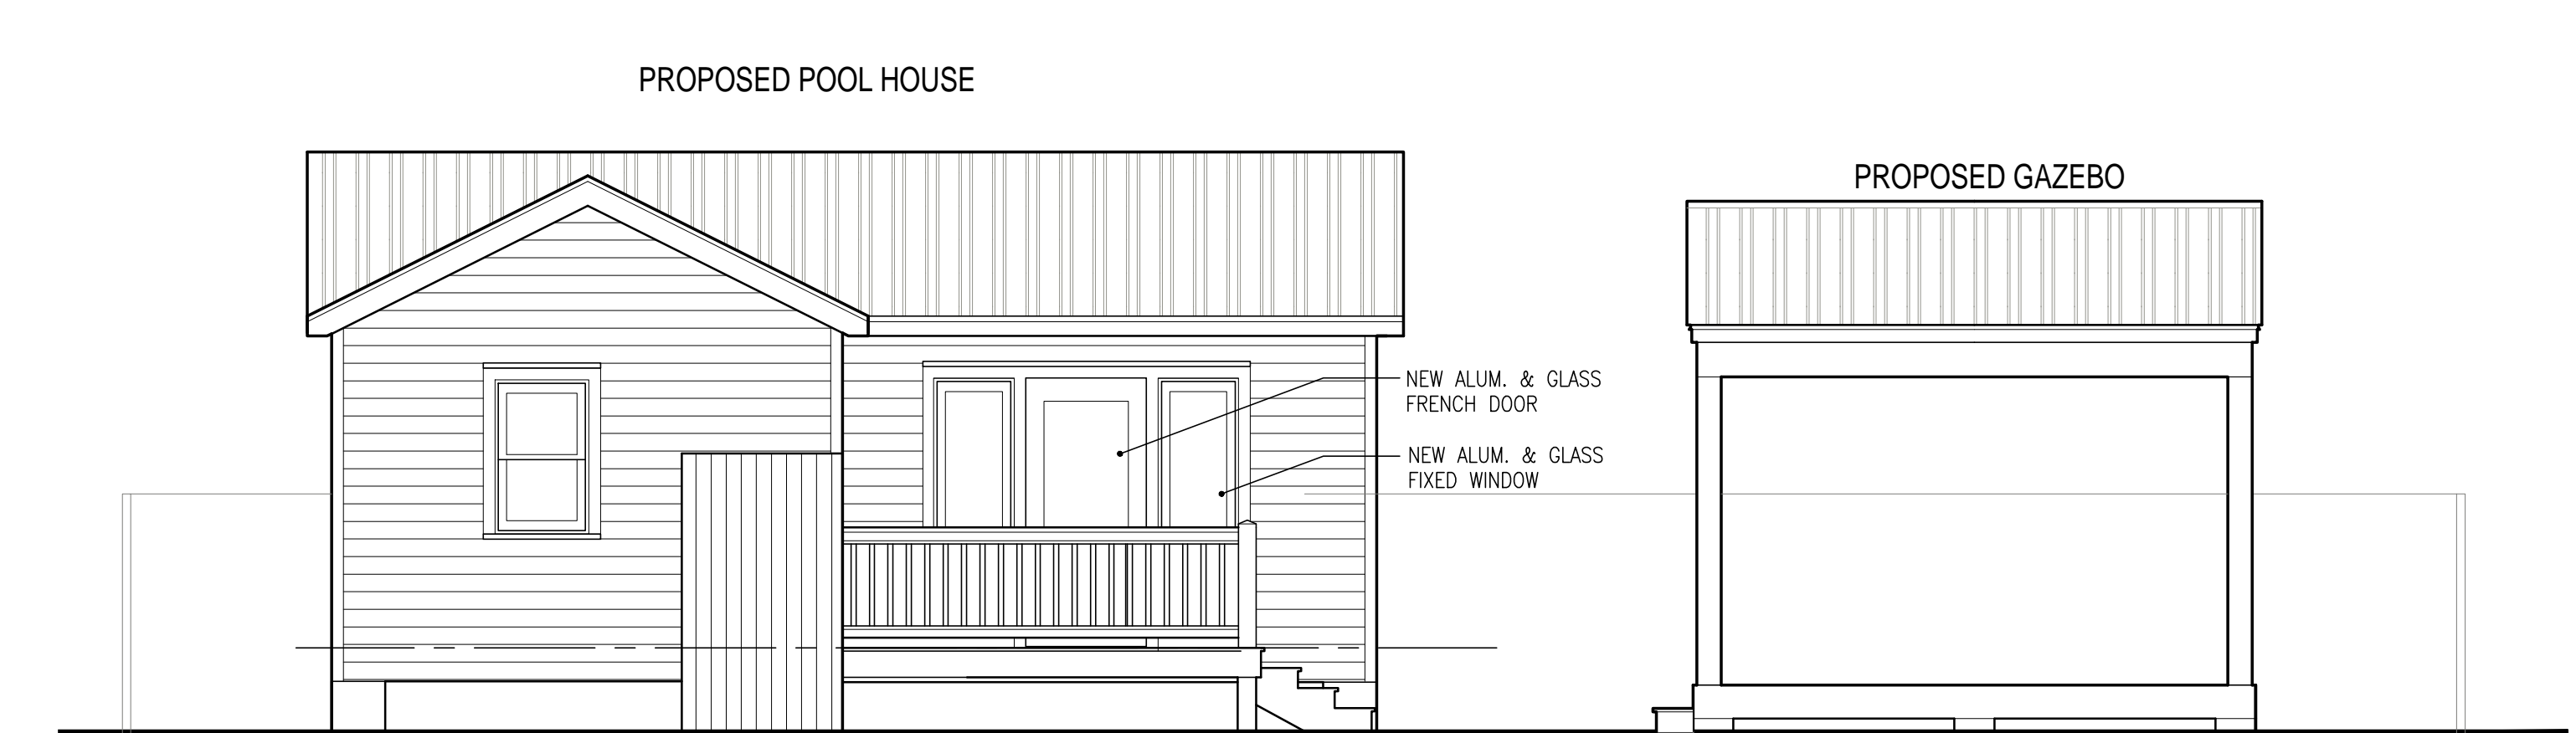 PROPOSED POOL HOUSE
PROPOSED GAZEBO
NEW ALUM. & GLASS
FRENCH DOOR
NEW ALUM. & GLASS
FIXED WINDOW